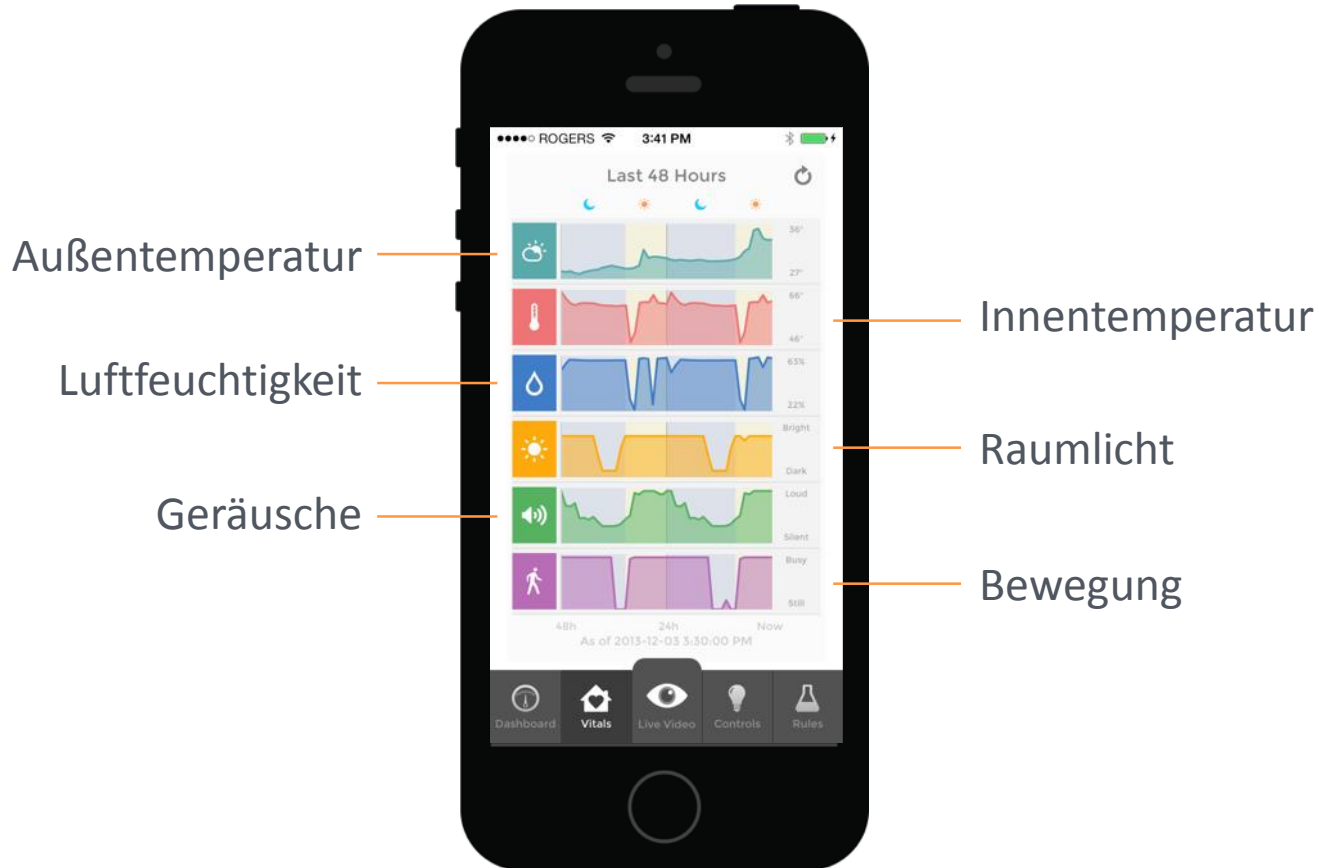 ROGERS 3:41 PM
Last 48 Hours
Außentemperatur
36°
27°
66°
Innentemperatur
46°
Luftfeuchtigkeit
63%
22%
Bright
Raumlicht
Dark
Geräusche
Loud
Silent
Busy
Bewegung
Still
48h 24h Now
As of 2013-12-03 3:30:00 PM
Dashboard Vitals Live Video Controls Rules